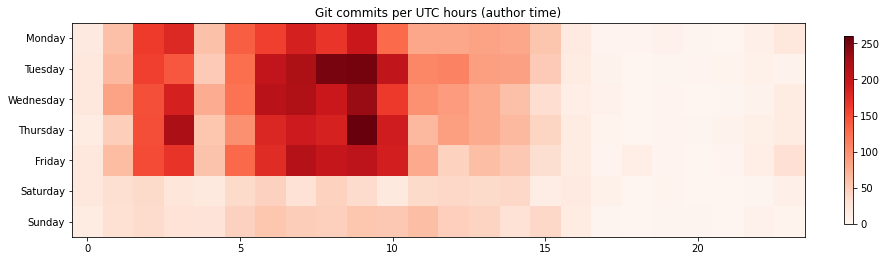 Git commits per UTC hours (author time)
Monday
Tuesday
Wednesday
Thursday
Friday
Saturday
Sunday
0 5 10 15 20
250
200
150
100
50
0